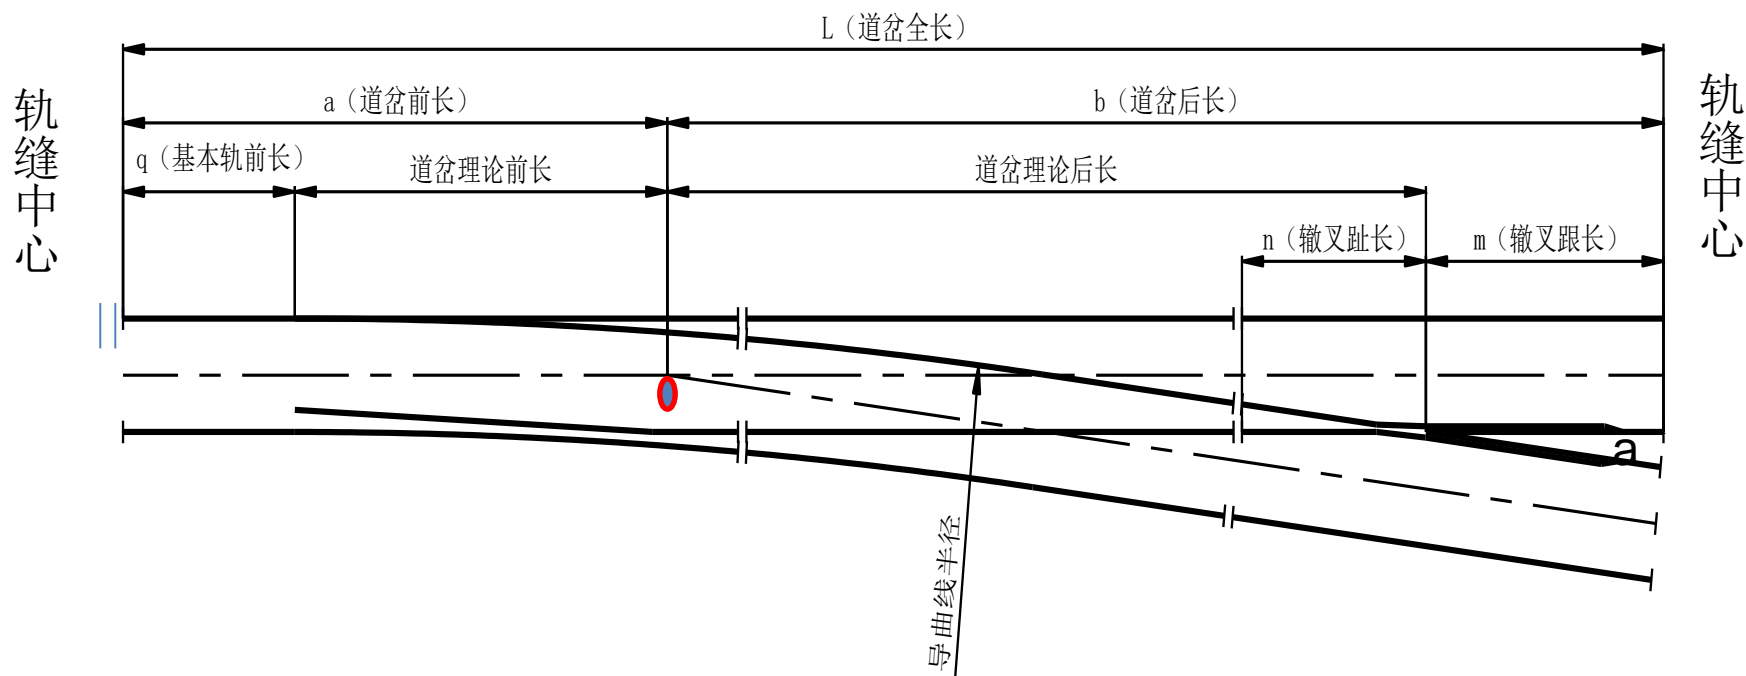 L（道岔全长）
a（道岔前长）
b（道岔后长）
q（基本轨前长）
道岔理论前长
道岔理论后长
n（辙叉趾长）
m（辙叉跟长）
轨缝中心
轨缝中心
a
导曲线半径